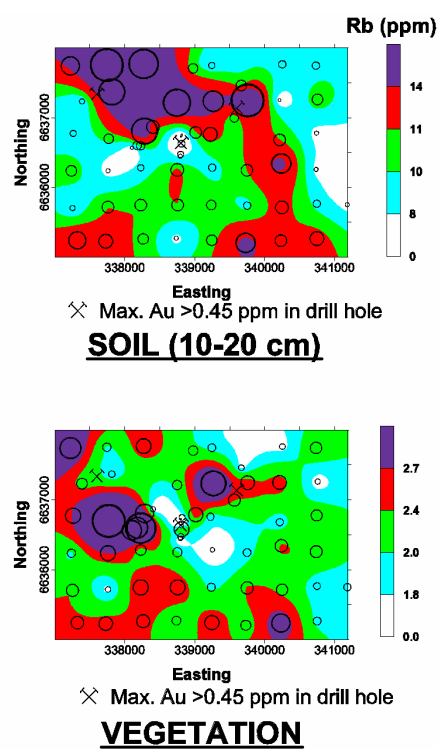 Rb (ppm)
14
11
10
8
0
Northing
6637000
6636000
338000 339000 340000 341000
Easting
Max. Au >0.45 ppm in drill hole
SOIL (10-20 cm)
2.7
2.4
2.0
1.8
0.0
Northing
6637000
6636000
338000 339000 340000 341000
Easting
Max. Au >0.45 ppm in drill hole
VEGETATION